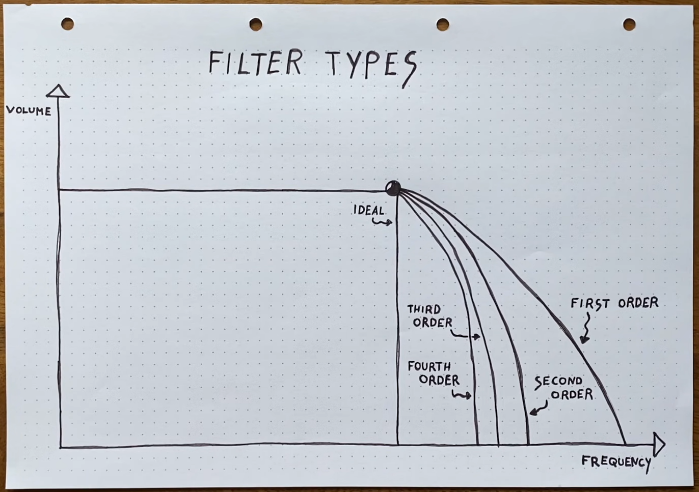 FILTER TYPES
VOLUME
IDEAL
FIRST ORDER
THIRD
ORDER
FOURTH
ORDER
SECOND
ORDER
FREQUENCY